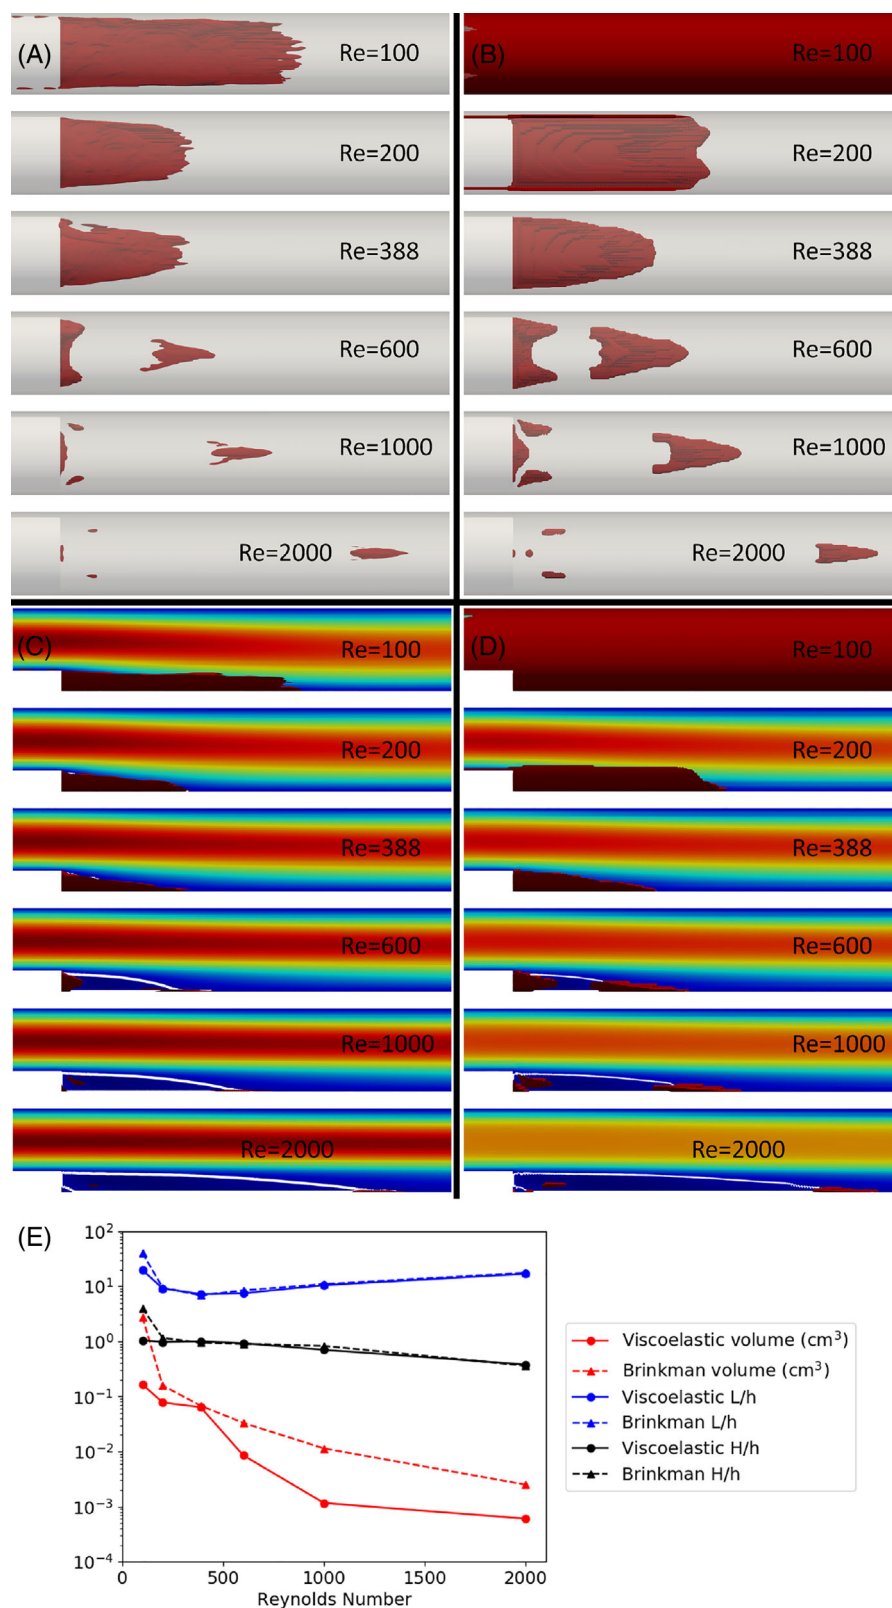 (A) Re=100
(B) Re=100
Re=200
Re=200
Re=388
Re=388
Re=600
Re=600
Re=1000
Re=1000
Re=2000
Re=2000
(C) Re=100
(D) Re=100
Re=200
Re=200
Re=388
Re=388
Re=600
Re=600
Re=1000
Re=1000
Re=2000
Re=2000
(E)
10²
10¹
10⁰
10⁻¹
10⁻²
10⁻³
10⁻⁴
0 500 1000 1500 2000
Reynolds Number
Viscoelastic volume (cm³)
Brinkman volume (cm³)
Viscoelastic L/h
Brinkman L/h
Viscoelastic H/h
Brinkman H/h